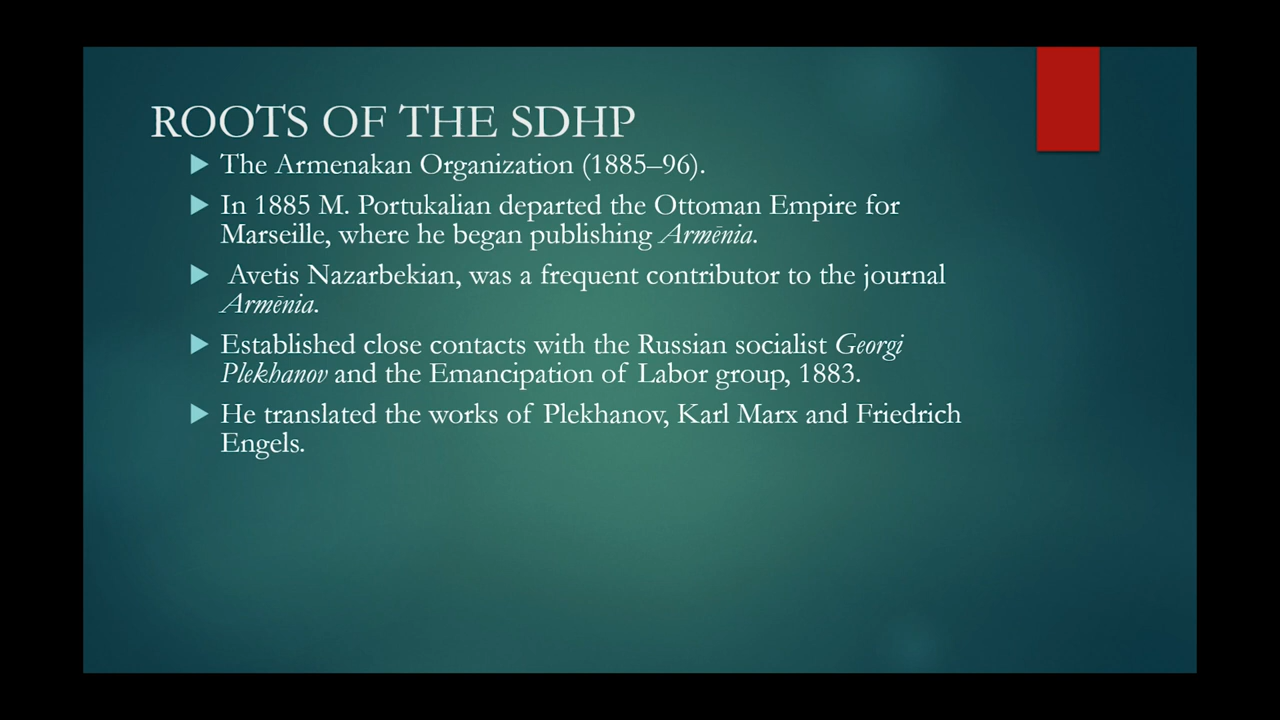 ROOTS OF THE SDHP
The Armenakan Organization (1885–96).
In 1885 M. Portukalian departed the Ottoman Empire for
Marseille, where he began publishing Armēnia.
Avetis Nazarbekian, was a frequent contributor to the journal
Armēnia.
Established close contacts with the Russian socialist Georgi
Plekhanov and the Emancipation of Labor group, 1883.
He translated the works of Plekhanov, Karl Marx and Friedrich
Engels.